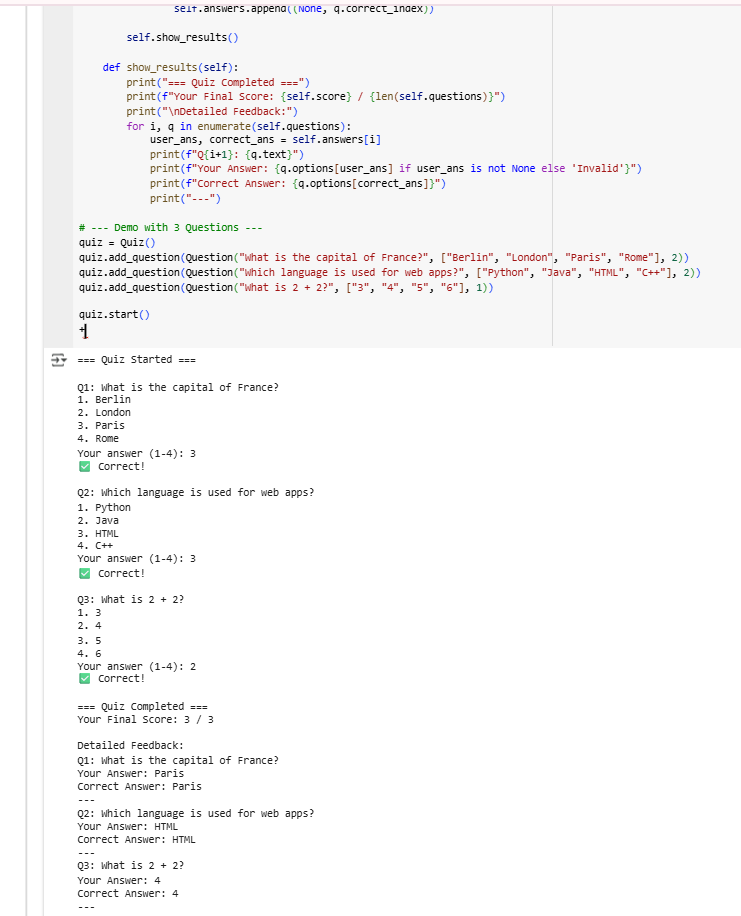 self.answers.append((None, q.correct_index))
self.show_results()
def show_results(self):
print("=== Quiz Completed ===")
print(f"Your Final Score: {self.score} / {len(self.questions)}")
print("\nDetailed Feedback:")
for i, q in enumerate(self.questions):
user_ans, correct_ans = self.answers[i]
print(f"Q{i+1}: {q.text}")
print(f"Your Answer: {q.options[user_ans] if user_ans is not None else 'Invalid'}")
print(f"Correct Answer: {q.options[correct_ans]}")
print("---")
# --- Demo with 3 Questions ---
quiz = Quiz()
quiz.add_question(Question("What is the capital of France?", ["Berlin", "London", "Paris", "Rome"], 2))
quiz.add_question(Question("Which language is used for web apps?", ["Python", "Java", "HTML", "C++"], 2))
quiz.add_question(Question("What is 2 + 2?", ["3", "4", "5", "6"], 1))
quiz.start()
=== Quiz Started ===
Q1: What is the capital of France?
1. Berlin
2. London
3. Paris
4. Rome
Your answer (1-4): 3
✅ Correct!
Q2: Which language is used for web apps?
1. Python
2. Java
3. HTML
4. C++
Your answer (1-4): 3
✅ Correct!
Q3: What is 2 + 2?
1. 3
2. 4
3. 5
4. 6
Your answer (1-4): 2
✅ Correct!
=== Quiz Completed ===
Your Final Score: 3 / 3
Detailed Feedback:
Q1: What is the capital of France?
Your Answer: Paris
Correct Answer: Paris
---
Q2: Which language is used for web apps?
Your Answer: HTML
Correct Answer: HTML
---
Q3: What is 2 + 2?
Your Answer: 4
Correct Answer: 4
---